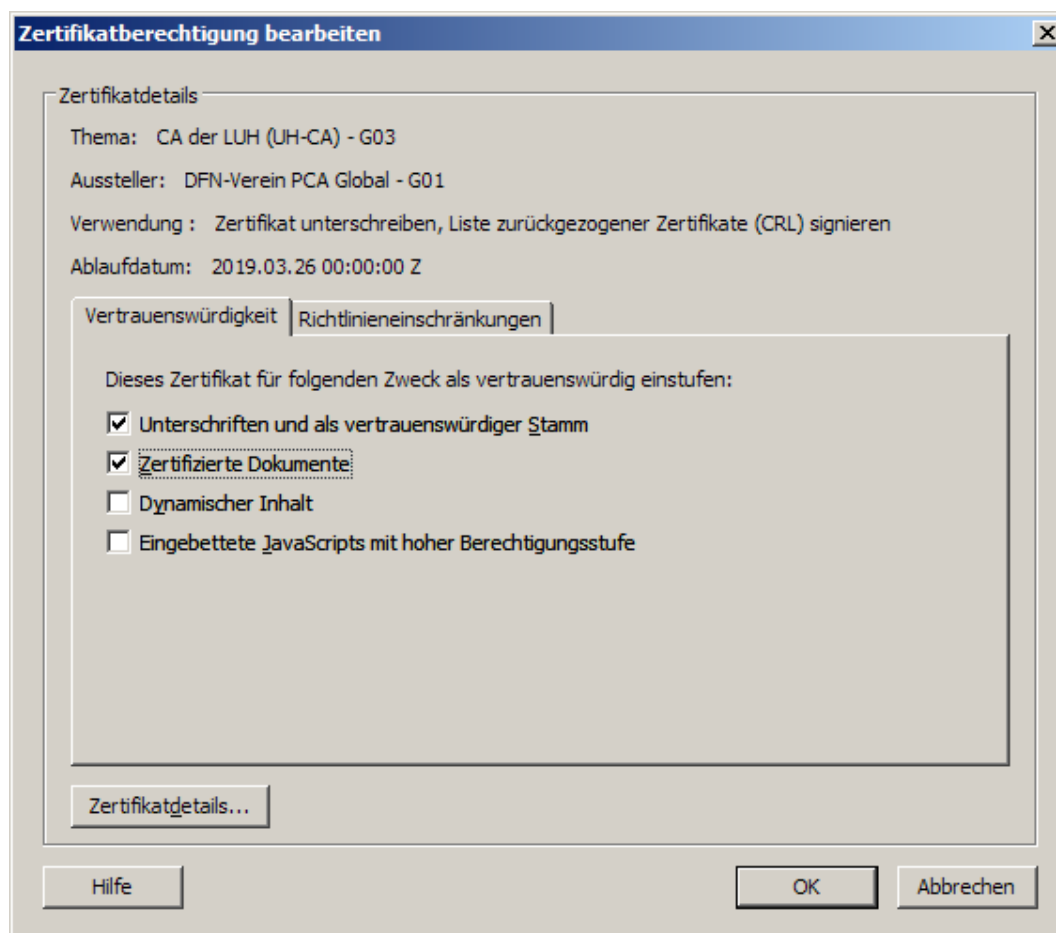 Zertifikatberechtigung bearbeiten
Zertifikatdetails
Thema: CA der LUH (UH-CA) - G03
Aussteller: DFN-Verein PCA Global - G01
Verwendung : Zertifikat unterschreiben, Liste zurückgezogener Zertifikate (CRL) signieren
Ablaufdatum: 2019.03.26 00:00:00 Z
Vertrauenswürdigkeit Richtlinieneinschränkungen
Dieses Zertifikat für folgenden Zweck als vertrauenswürdig einstufen:
Unterschriften und als vertrauenswürdiger Stamm
Zertifizierte Dokumente
Dynamischer Inhalt
Eingebettete JavaScripts mit hoher Berechtigungsstufe
Zertifikatdetails...
Hilfe OK Abbrechen